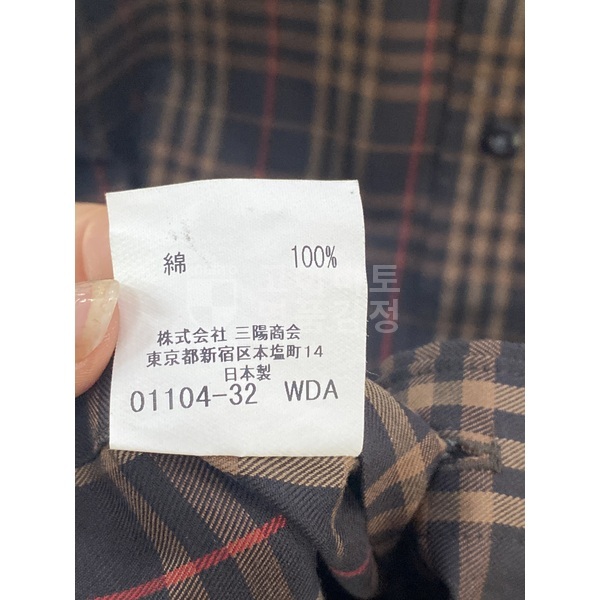 綿 100%
株式会社 三陽商会
東京都新宿区本塩町14
日本製
01104-32 WDA